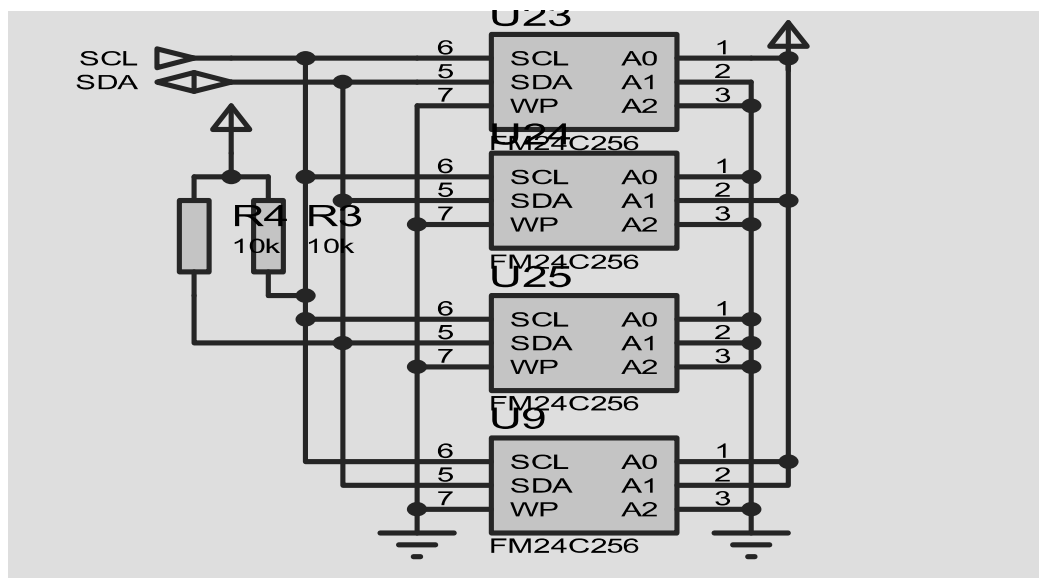 U23
SCL
SDA
6 SCL A0 1
5 SDA A1 2
7 WP A2 3
FM24C256
U24
6 SCL A0 1
5 SDA A1 2
7 WP A2 3
FM24C256
R4 R3
10k 10k
U25
6 SCL A0 1
5 SDA A1 2
7 WP A2 3
FM24C256
U9
6 SCL A0 1
5 SDA A1 2
7 WP A2 3
FM24C256